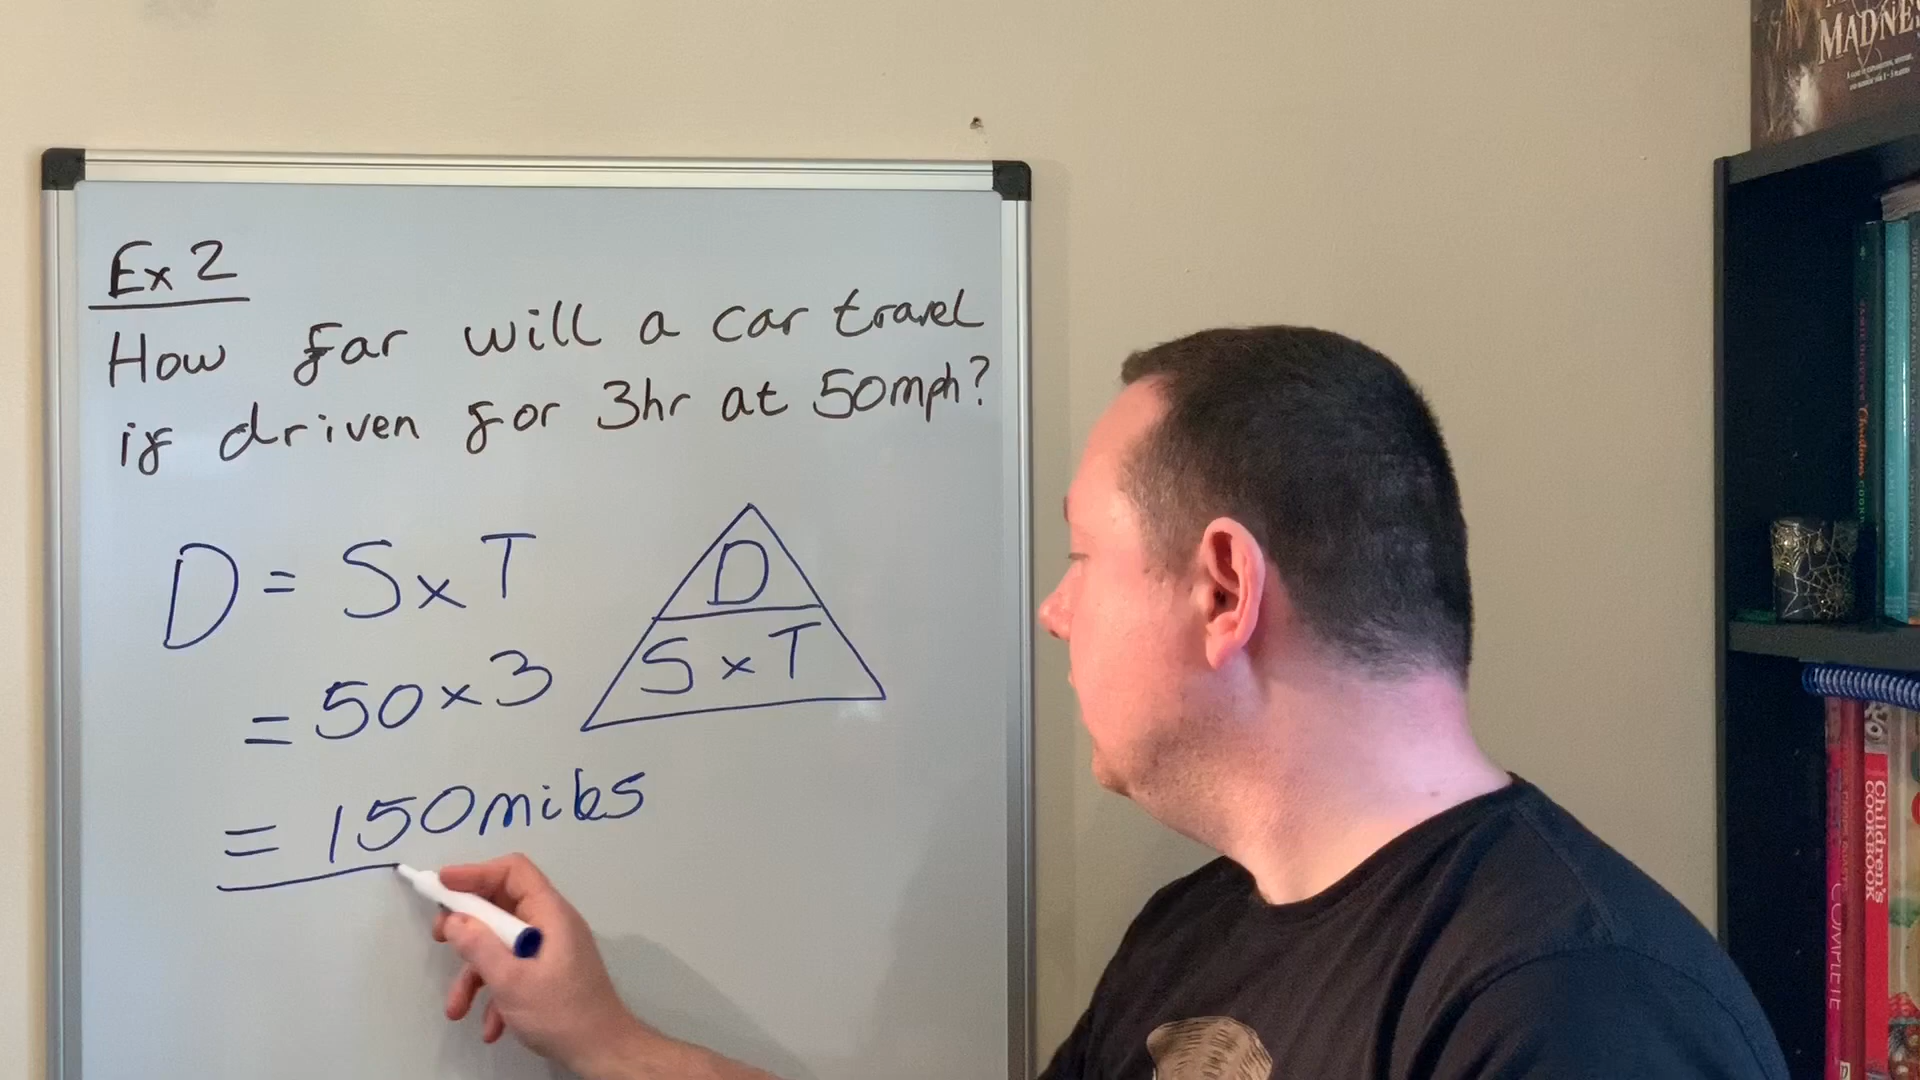 Ex 2
How far will a car travel
if driven for 3hr at 50mph?
D = S x T
= 50 x 3
= 150 miles
D
S x T
MADNE
Children's
COOKBOOK
COMPLETE